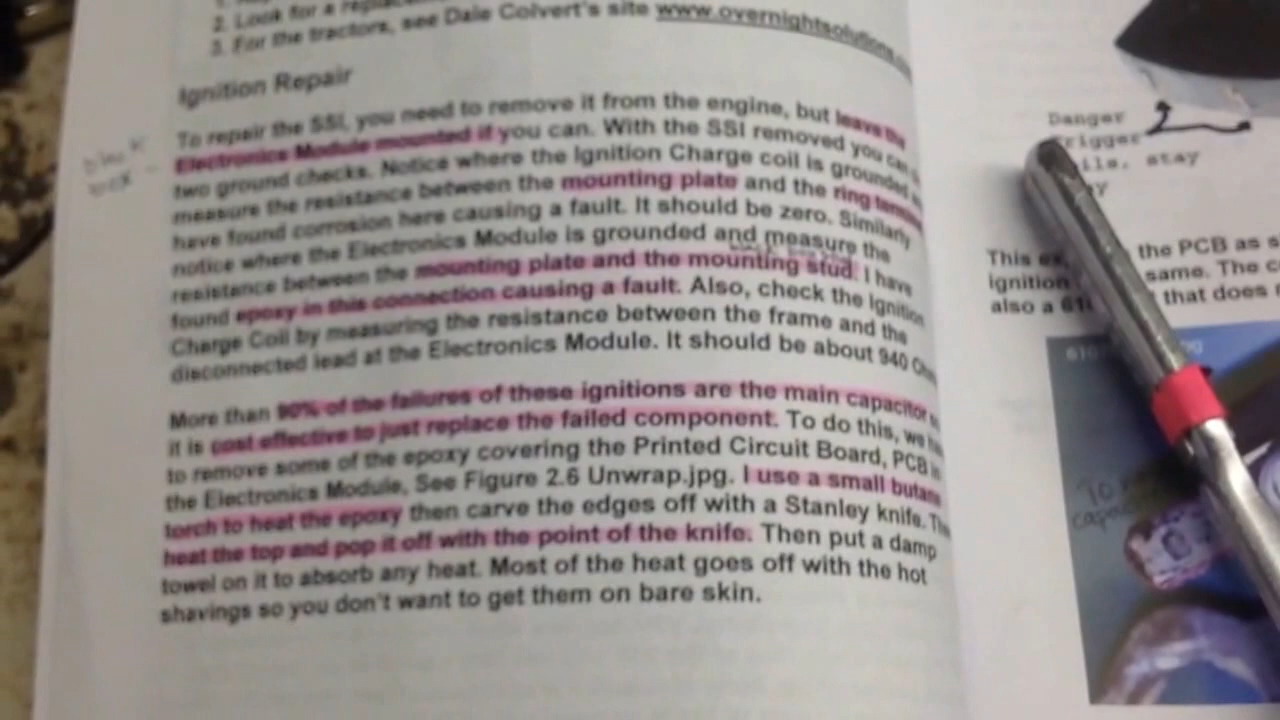 2. Look for a
3. For the tractors, see Dale Colvert's site www.overnightsolutions.
Ignition Repair
To repair the SSI, you need to remove it from the engine, but leave the
Electronics Module mounted if you can. With the SSI removed you can
two ground checks. Notice where the Ignition Charge coil is grounded
measure the resistance between the mounting plate and the ring
have found corrosion here causing a fault. It should be zero. Similarly
notice where the Electronics Module is grounded and measure the
resistance between the mounting plate and the mounting stud. I have
found epoxy in this connection causing a fault. Also, check the Ignition
Charge Coil by measuring the resistance between the frame and the
disconnected lead at the Electronics Module. It should be about 940
More than 90% of the failures of these ignitions are the main capacitor
it is cost effective to just replace the failed component. To do this, we
to remove some of the epoxy covering the Printed Circuit Board, PCB
the Electronics Module, See Figure 2.6 Unwrap.jpg. I use a small butane
torch to heat the epoxy then carve the edges off with a Stanley knife.
heat the top and pop it off with the point of the knife. Then put a damp
towel on it to absorb any heat. Most of the heat goes off with the hot
shavings so you don't want to get them on bare skin.
Danger
stay
This the PCB as
ignition same. The
also a that does